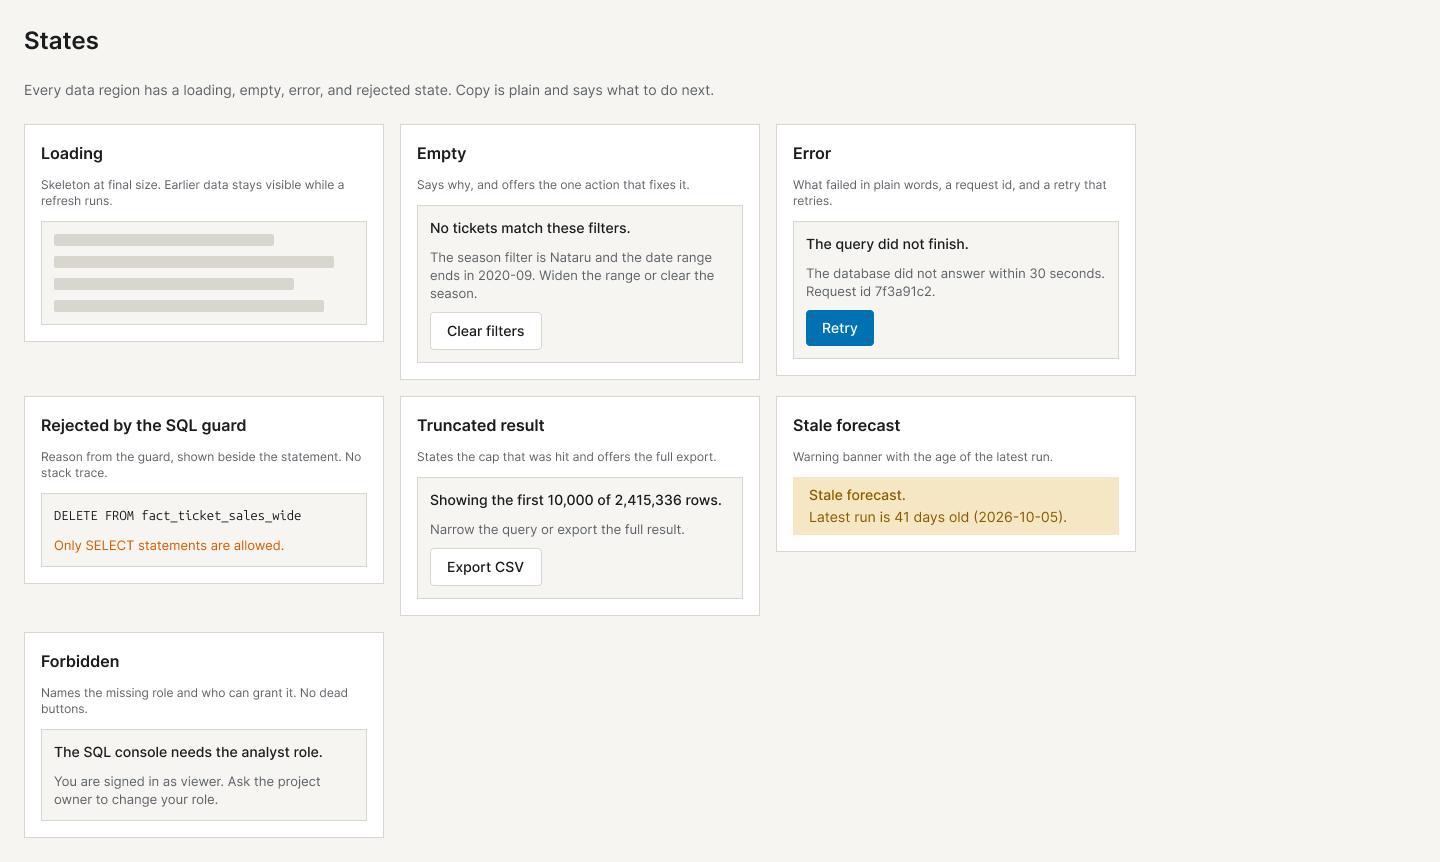 States
Every data region has a loading, empty, error, and rejected state. Copy is plain and says what to do next.
Loading
Skeleton at final size. Earlier data stays visible while a
refresh runs.
Empty
Says why, and offers the one action that fixes it.
No tickets match these filters.
The season filter is Nataru and the date range
ends in 2020-09. Widen the range or clear the
season.
Clear filters
Error
What failed in plain words, a request id, and a retry that
retries.
The query did not finish.
The database did not answer within 30 seconds.
Request id 7f3a91c2.
Retry
Rejected by the SQL guard
Reason from the guard, shown beside the statement. No
stack trace.
DELETE FROM fact_ticket_sales_wide
Only SELECT statements are allowed.
Truncated result
States the cap that was hit and offers the full export.
Showing the first 10,000 of 2,415,336 rows.
Narrow the query or export the full result.
Export CSV
Stale forecast
Warning banner with the age of the latest run.
Stale forecast.
Latest run is 41 days old (2026-10-05).
Forbidden
Names the missing role and who can grant it. No dead
buttons.
The SQL console needs the analyst role.
You are signed in as viewer. Ask the project
owner to change your role.